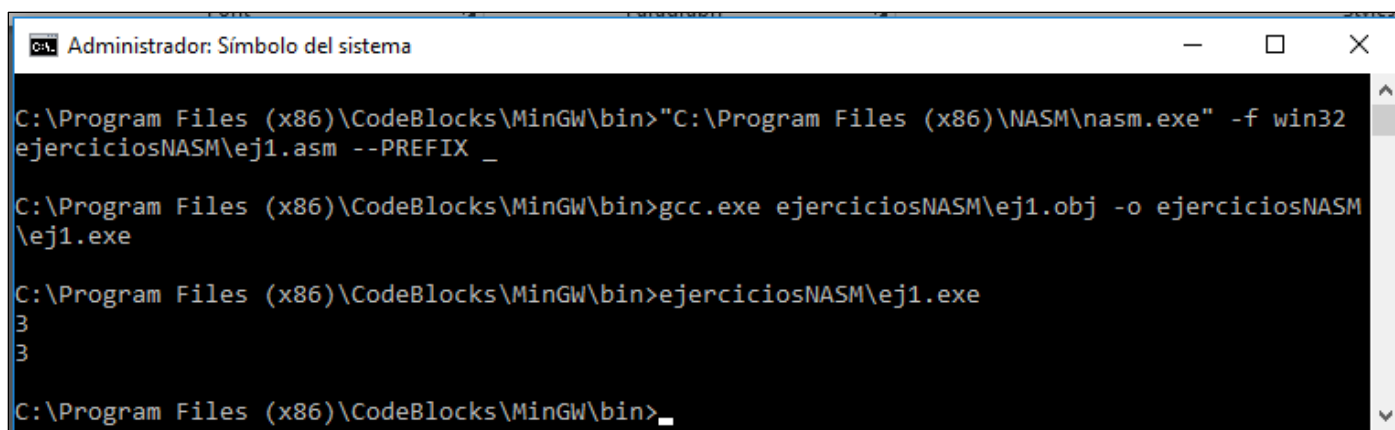 Administrador: Símbolo del sistema
C:\Program Files (x86)\CodeBlocks\MinGW\bin>"C:\Program Files (x86)\NASM\nasm.exe" -f win32
ejerciciosNASM\ej1.asm --PREFIX _
C:\Program Files (x86)\CodeBlocks\MinGW\bin>gcc.exe ejerciciosNASM\ej1.obj -o ejerciciosNASM
\ej1.exe
C:\Program Files (x86)\CodeBlocks\MinGW\bin>ejerciciosNASM\ej1.exe
3
3
C:\Program Files (x86)\CodeBlocks\MinGW\bin>